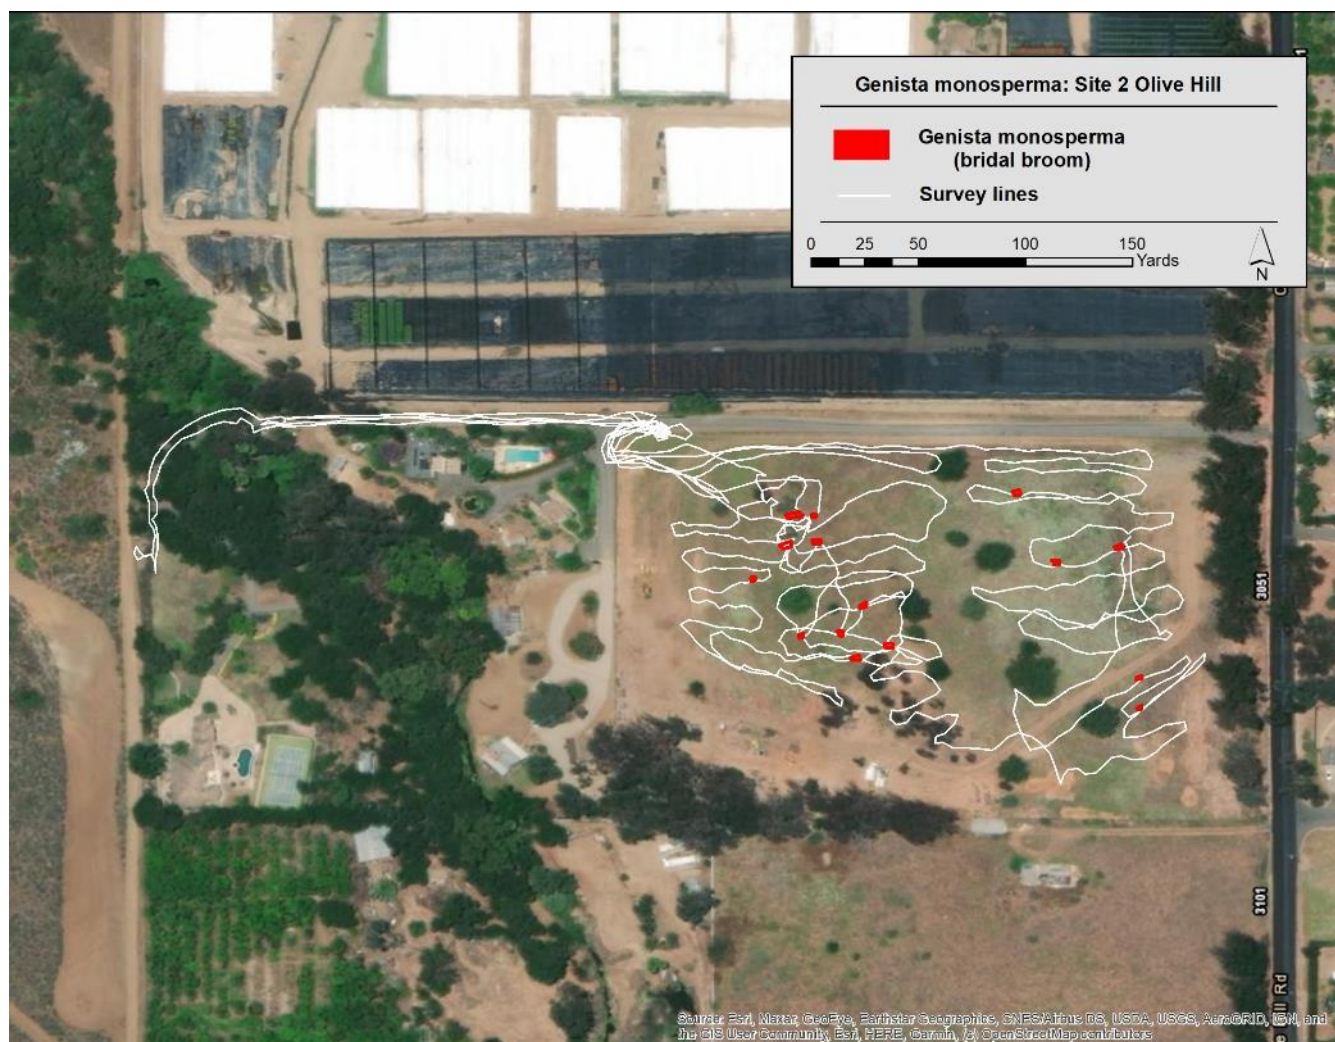 Genista monosperma: Site 2 Olive Hill
Genista monosperma
(bridal broom)
Survey lines
0 25 50 100 150
Yards
N
3051
3101
Hill Rd
Source: Esri, Maxar, GeoEye, Earthstar Geographics, CNES/Airbus DS, USDA, USGS, AeroGRID, IGN, and
the GIS User Community, Esri, HERE, Garmin, (c) OpenStreetMap contributors